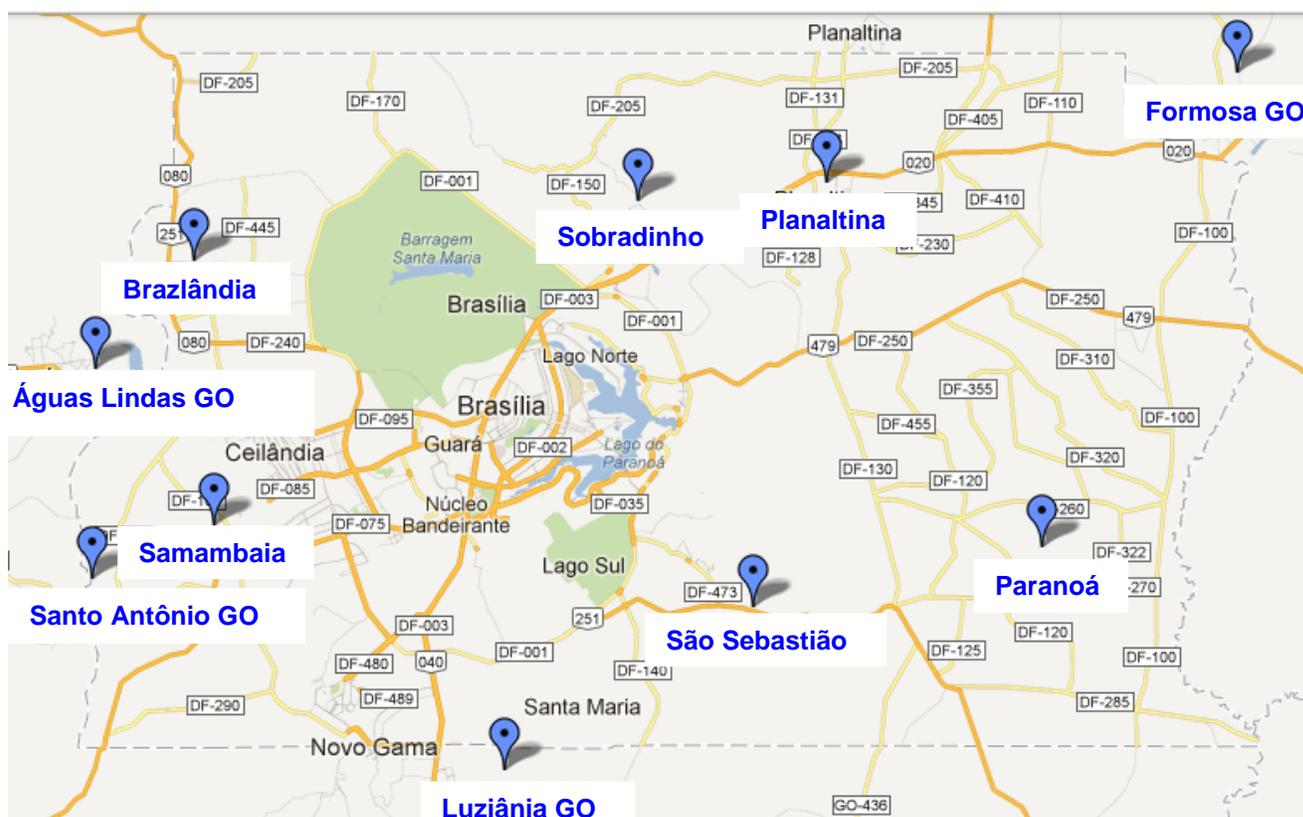 Planaltina
DF-205
DF-205
DF-170
DF-205
DF-131
DF-110
DF-405
Formosa GO
020
020
080
DF-001
DF-150
DF-410
Planaltina
251
DF-445
Sobradinho
DF-230
DF-100
Barragem
Santa Maria
DF-128
Brazlândia
Brasília
DF-003
DF-250
DF-001
479
080
DF-240
479
DF-250
Lago Norte
DF-310
Águas Lindas GO
DF-355
Brasília
DF-095
DF-100
DF-455
Ceilândia
Guará
DF-002
Lago do
Paranoá
DF-320
DF-130
DF-085
DF-120
Núcleo
Bandeirante
DF-035
DF-075
260
Samambaia
DF-322
Lago Sul
Paranoá
270
DF-473
Santo Antônio GO
251
DF-003
São Sebastião
DF-120
DF-001
DF-125
DF-480
040
DF-140
DF-100
DF-489
DF-290
Santa Maria
DF-285
Novo Gama
Luziânia GO
GO-436